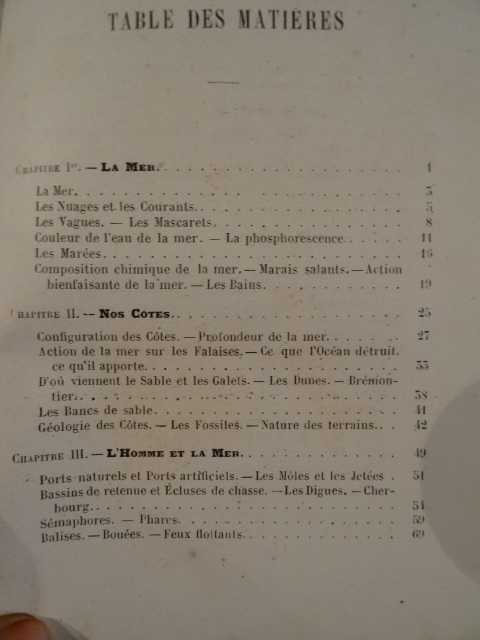 TABLE DES MATIÈRES
CHAPITRE Ier. — LA MER. 1
La Mer. 3
Les Nuages et les Courants. 5
Les Vagues. — Les Mascarets. 8
Couleur de l'eau de la mer. — La phosphorescence. 11
Les Marées. 16
Composition chimique de la mer. — Marais salants. — Action
bienfaisante de la mer. — Les Bains. 19
CHAPITRE II. — NOS CÔTES. 25
Configuration des Côtes. — Profondeur de la mer. 27
Action de la mer sur les Falaises. — Ce que l'Océan détruit,
ce qu'il apporte. 33
D'où viennent le Sable et les Galets. — Les Dunes. — Brémon-
tier. 38
Les Bancs de sable. 41
Géologie des Côtes. — Les Fossiles. — Nature des terrains. 42
CHAPITRE III. — L'HOMME ET LA MER. 49
Ports naturels et Ports artificiels. — Les Môles et les Jetées. 51
Bassins de retenue et Écluses de chasse. — Les Digues. — Cher-
bourg. 54
Sémaphores. — Phares. 59
Balises. — Bouées. — Feux flottants. 69